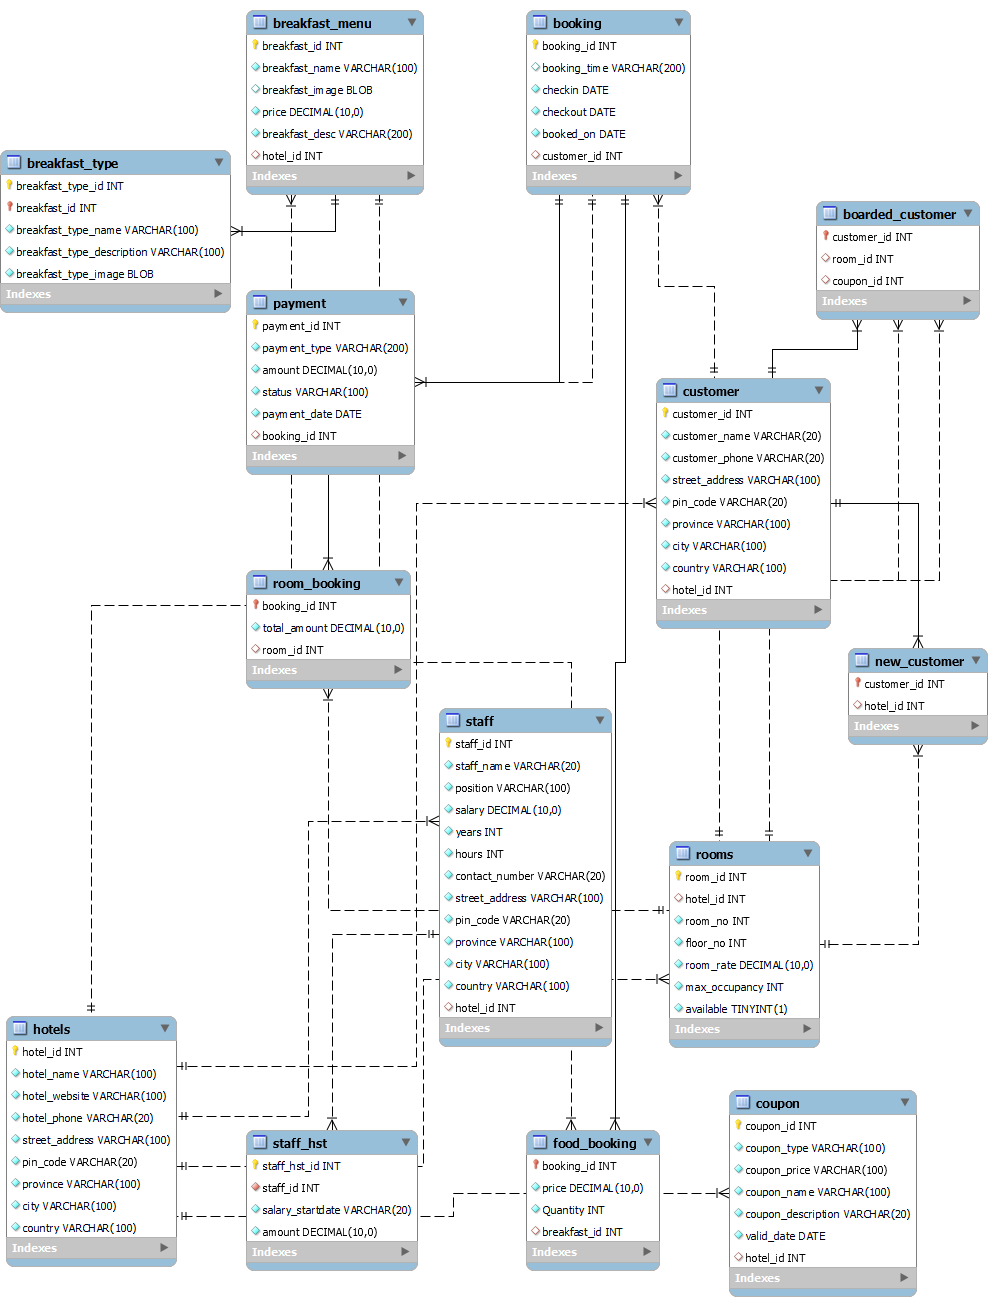 breakfast_menu
breakfast_id INT
breakfast_name VARCHAR(100)
breakfast_image BLOB
price DECIMAL(10,0)
breakfast_desc VARCHAR(200)
hotel_id INT
Indexes
booking
booking_id INT
booking_time VARCHAR(200)
checkin DATE
checkout DATE
booked_on DATE
customer_id INT
Indexes
breakfast_type
breakfast_type_id INT
breakfast_id INT
breakfast_type_name VARCHAR(100)
breakfast_type_description VARCHAR(100)
breakfast_type_image BLOB
Indexes
boarded_customer
customer_id INT
room_id INT
coupon_id INT
Indexes
payment
payment_id INT
payment_type VARCHAR(200)
amount DECIMAL(10,0)
status VARCHAR(100)
payment_date DATE
booking_id INT
Indexes
customer
customer_id INT
customer_name VARCHAR(20)
customer_phone VARCHAR(20)
street_address VARCHAR(100)
pin_code VARCHAR(20)
province VARCHAR(100)
city VARCHAR(100)
country VARCHAR(100)
hotel_id INT
Indexes
room_booking
booking_id INT
total_amount DECIMAL(10,0)
room_id INT
Indexes
new_customer
customer_id INT
hotel_id INT
Indexes
staff
staff_id INT
staff_name VARCHAR(20)
position VARCHAR(100)
salary DECIMAL(10,0)
years INT
hours INT
contact_number VARCHAR(20)
street_address VARCHAR(100)
pin_code VARCHAR(20)
province VARCHAR(100)
city VARCHAR(100)
country VARCHAR(100)
hotel_id INT
Indexes
rooms
room_id INT
hotel_id INT
room_no INT
floor_no INT
room_rate DECIMAL(10,0)
max_occupancy INT
available TINYINT(1)
Indexes
hotels
hotel_id INT
hotel_name VARCHAR(100)
hotel_website VARCHAR(100)
hotel_phone VARCHAR(20)
street_address VARCHAR(100)
pin_code VARCHAR(20)
province VARCHAR(100)
city VARCHAR(100)
country VARCHAR(100)
Indexes
staff_hst
staff_hst_id INT
staff_id INT
salary_startdate VARCHAR(20)
amount DECIMAL(10,0)
Indexes
food_booking
booking_id INT
price DECIMAL(10,0)
Quantity INT
breakfast_id INT
Indexes
coupon
coupon_id INT
coupon_type VARCHAR(100)
coupon_price VARCHAR(100)
coupon_name VARCHAR(100)
coupon_description VARCHAR(20)
valid_date DATE
hotel_id INT
Indexes